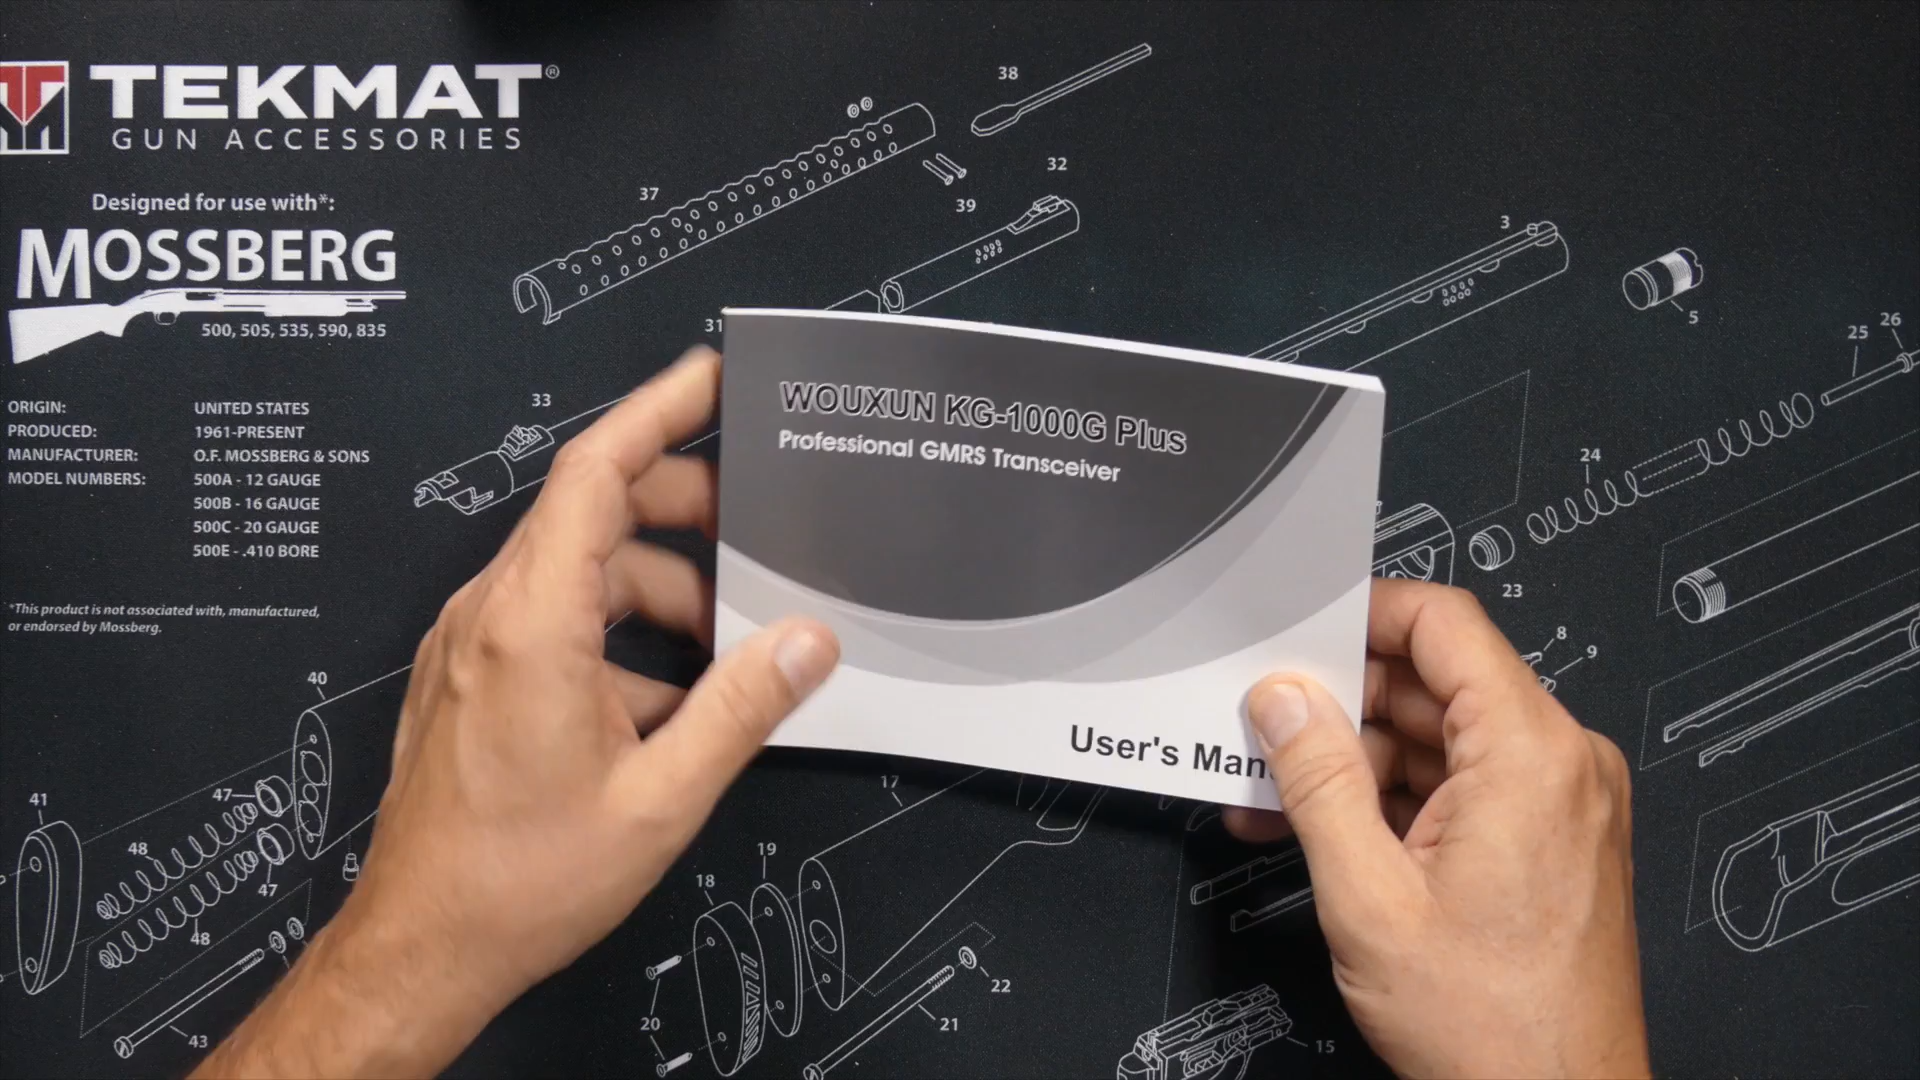 TEKMAT®
GUN ACCESSORIES
Designed for use with*:
MOSSBERG
500, 505, 535, 590, 835
ORIGIN: UNITED STATES
PRODUCED: 1961-PRESENT
MANUFACTURER: O.F. MOSSBERG & SONS
MODEL NUMBERS: 500A - 12 GAUGE
500B - 16 GAUGE
500C - 20 GAUGE
500E - .410 BORE
*This product is not associated with, manufactured,
or endorsed by Mossberg.
WOUXUN KG-1000G Plus
Professional GMRS Transceiver
User's
38
37
32
39
3
5
31
25
26
33
24
23
8
9
40
41
47
48
47
48
43
17
19
18
20
22
21
15